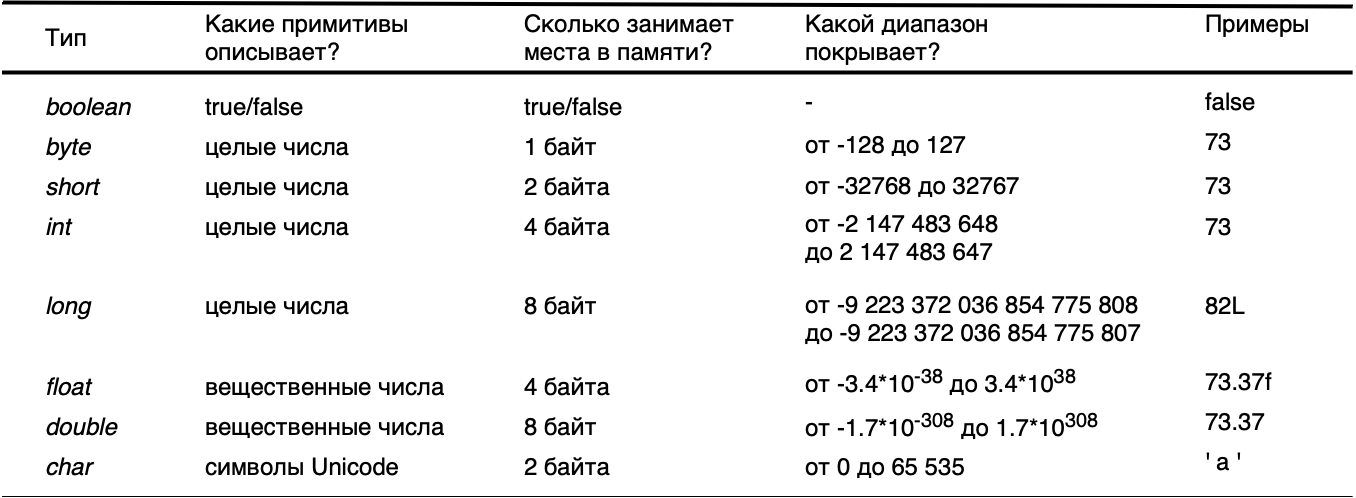 Тип Какие примитивы описывает? Сколько занимает места в памяти? Какой диапазон покрывает? Примеры
boolean true/false true/false - false
byte целые числа 1 байт от -128 до 127 73
short целые числа 2 байта от -32768 до 32767 73
int целые числа 4 байта от -2 147 483 648 73
до 2 147 483 647
long целые числа 8 байт от -9 223 372 036 854 775 808 82L
до -9 223 372 036 854 775 807
float вещественные числа 4 байта от -3.4*10-38 до 3.4*1038 73.37f
double вещественные числа 8 байт от -1.7*10-308 до 1.7*10308 73.37
char символы Unicode 2 байта от 0 до 65 535 ' a '